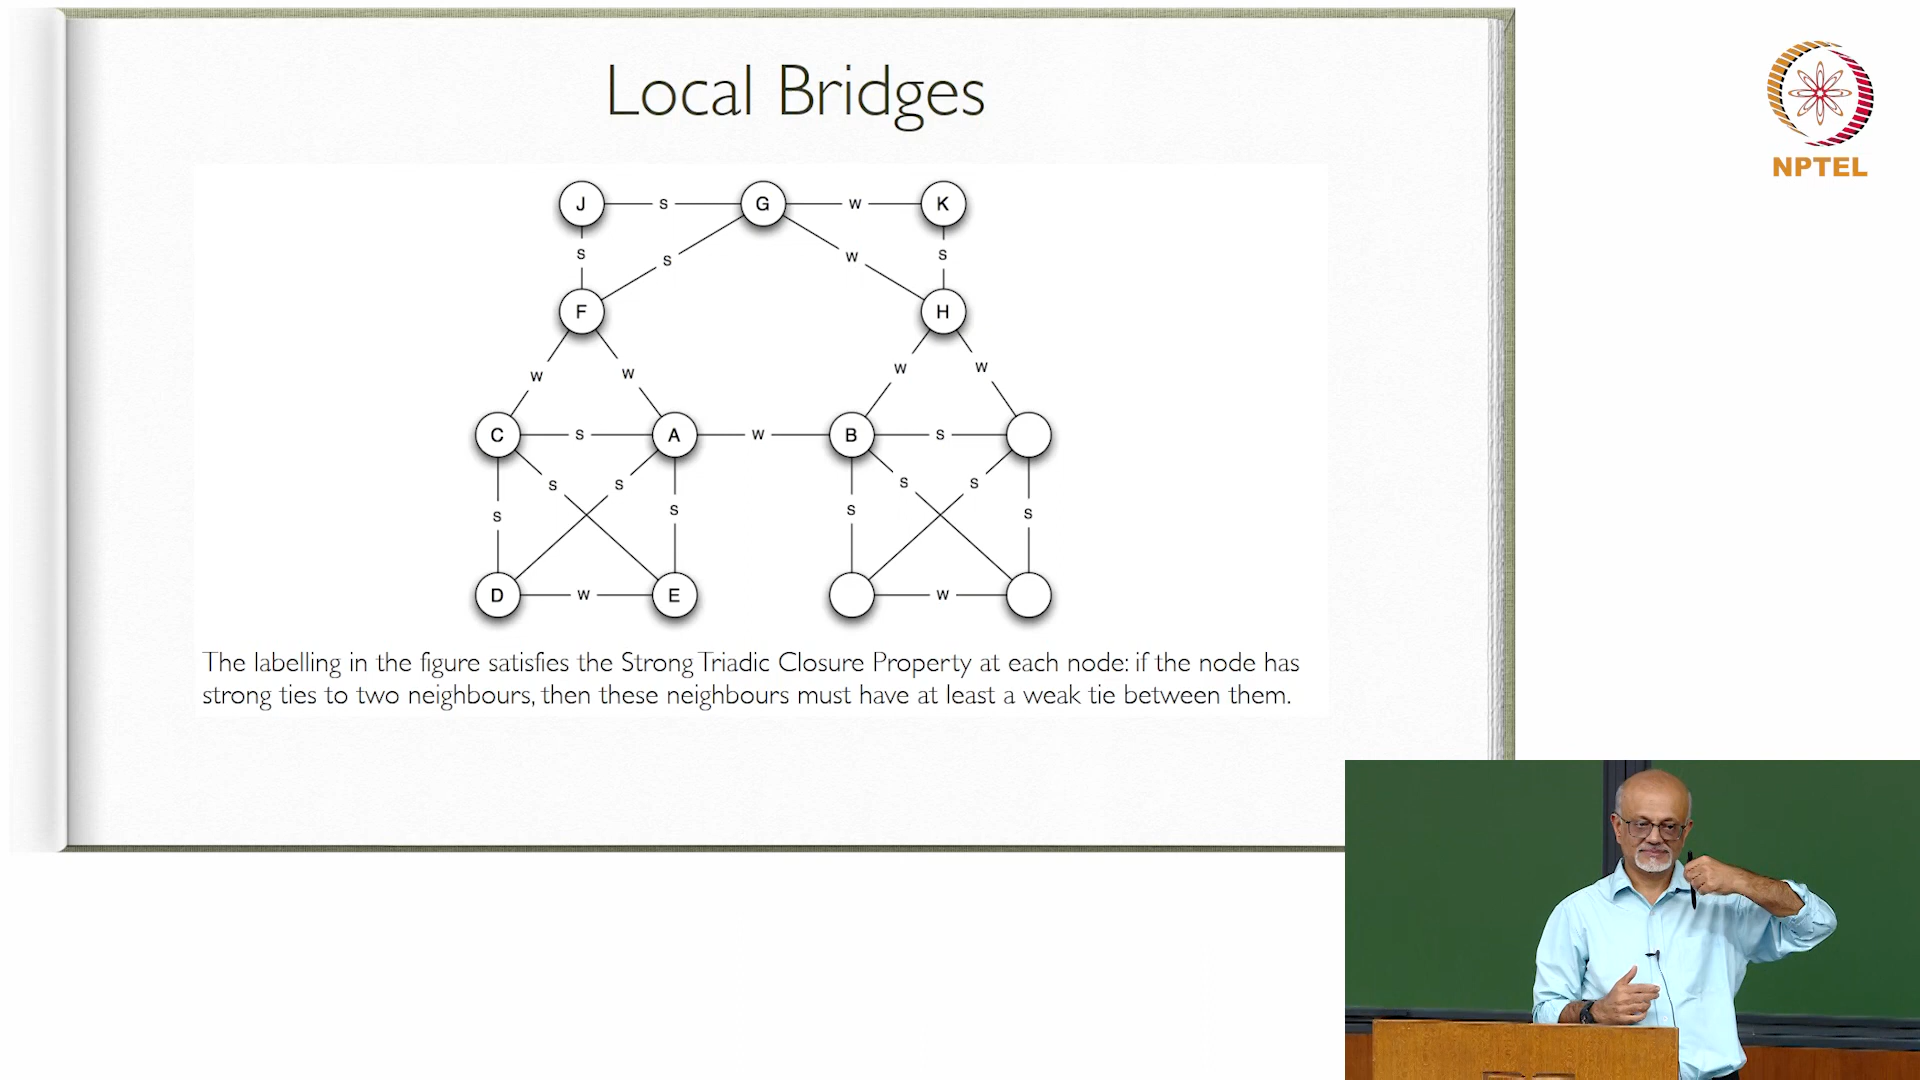 Local Bridges
NPTEL
J S G W K
S S W S
F H
W W W W
C S A W B S
S S S S S S S S
D W E W
The labelling in the figure satisfies the Strong Triadic Closure Property at each node: if the node has
strong ties to two neighbours, then these neighbours must have at least a weak tie between them.